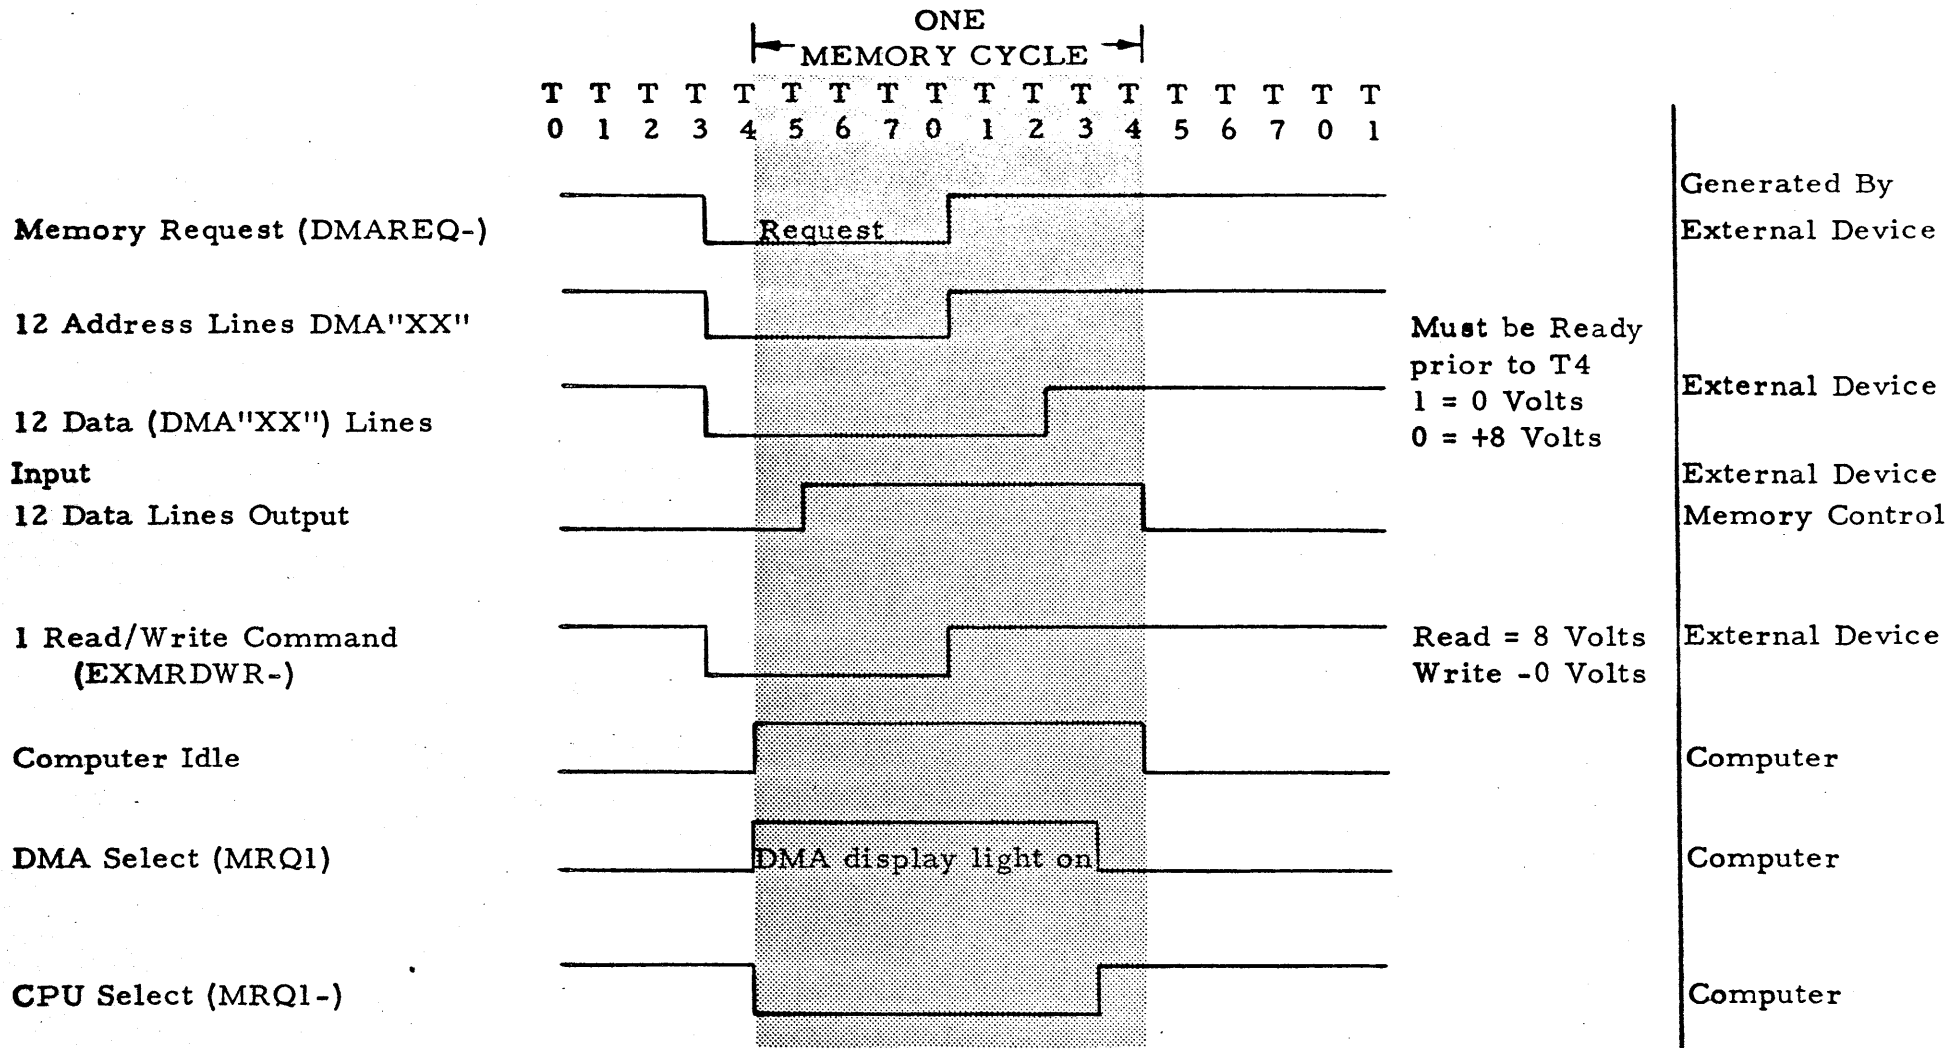 ONE
MEMORY CYCLE
T T T T T T T T T T T T T T T T T T
0 1 2 3 4 5 6 7 0 1 2 3 4 5 6 7 0 1
Generated By
Memory Request (DMAREQ-)
Request
External Device
12 Address Lines DMA"XX"
Must be Ready
prior to T4
1 = 0 Volts
0 = +8 Volts
12 Data (DMA"XX") Lines
External Device
Input
External Device
12 Data Lines Output
Memory Control
1 Read/Write Command
(EXMRDWR-)
Read = 8 Volts
Write -0 Volts
External Device
Computer Idle
Computer
DMA Select (MRQ1)
DMA display light on
Computer
CPU Select (MRQ1-)
Computer